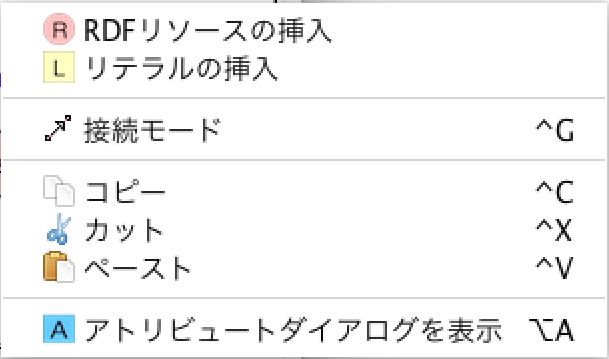 R RDFリソースの挿入
L リテラルの挿入
接続モード ^G
コピー ^C
カット ^X
ペースト ^V
A アトリビュートダイアログを表示 ⌥A